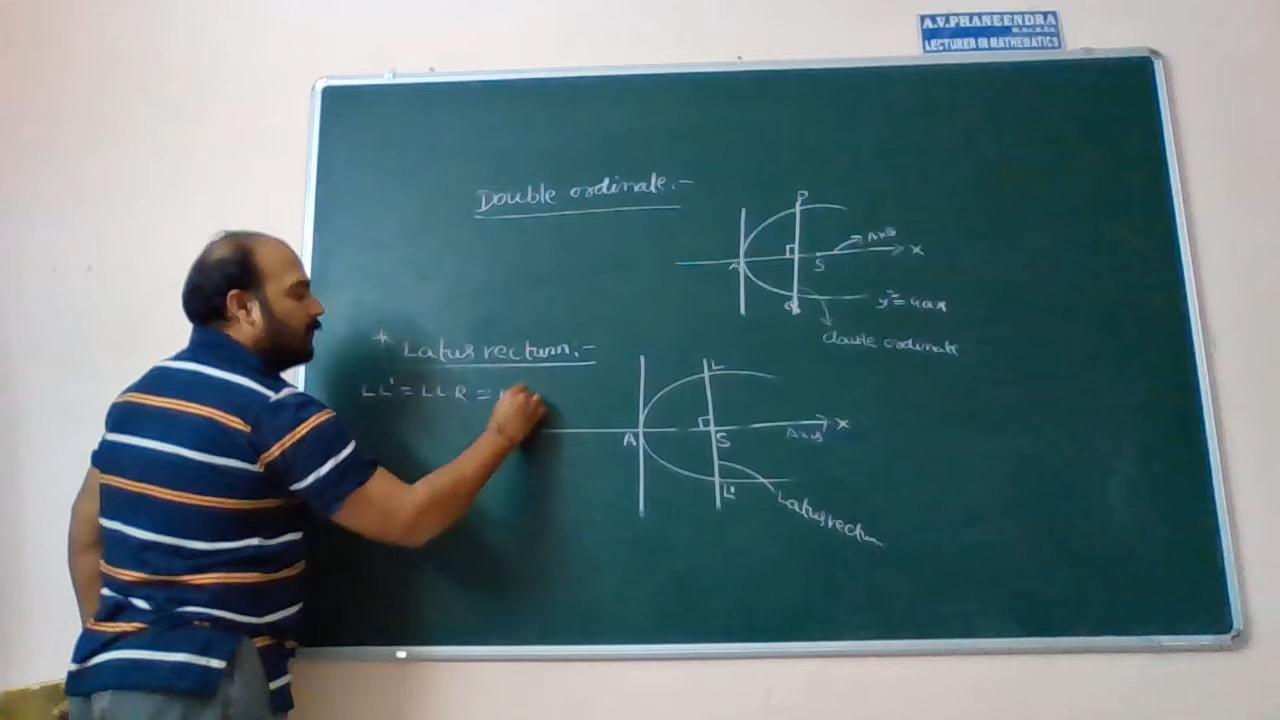 A.V.PHANEENDRA
LECTURER IN MATHEMATICS
Double ordinate.-
P
Axis
X
A
S
Q
y²=4ax
double ordinate
* Latus rectum.-
LL' = LLR =
L
X
Axis
A
S
L'
Latus rectum